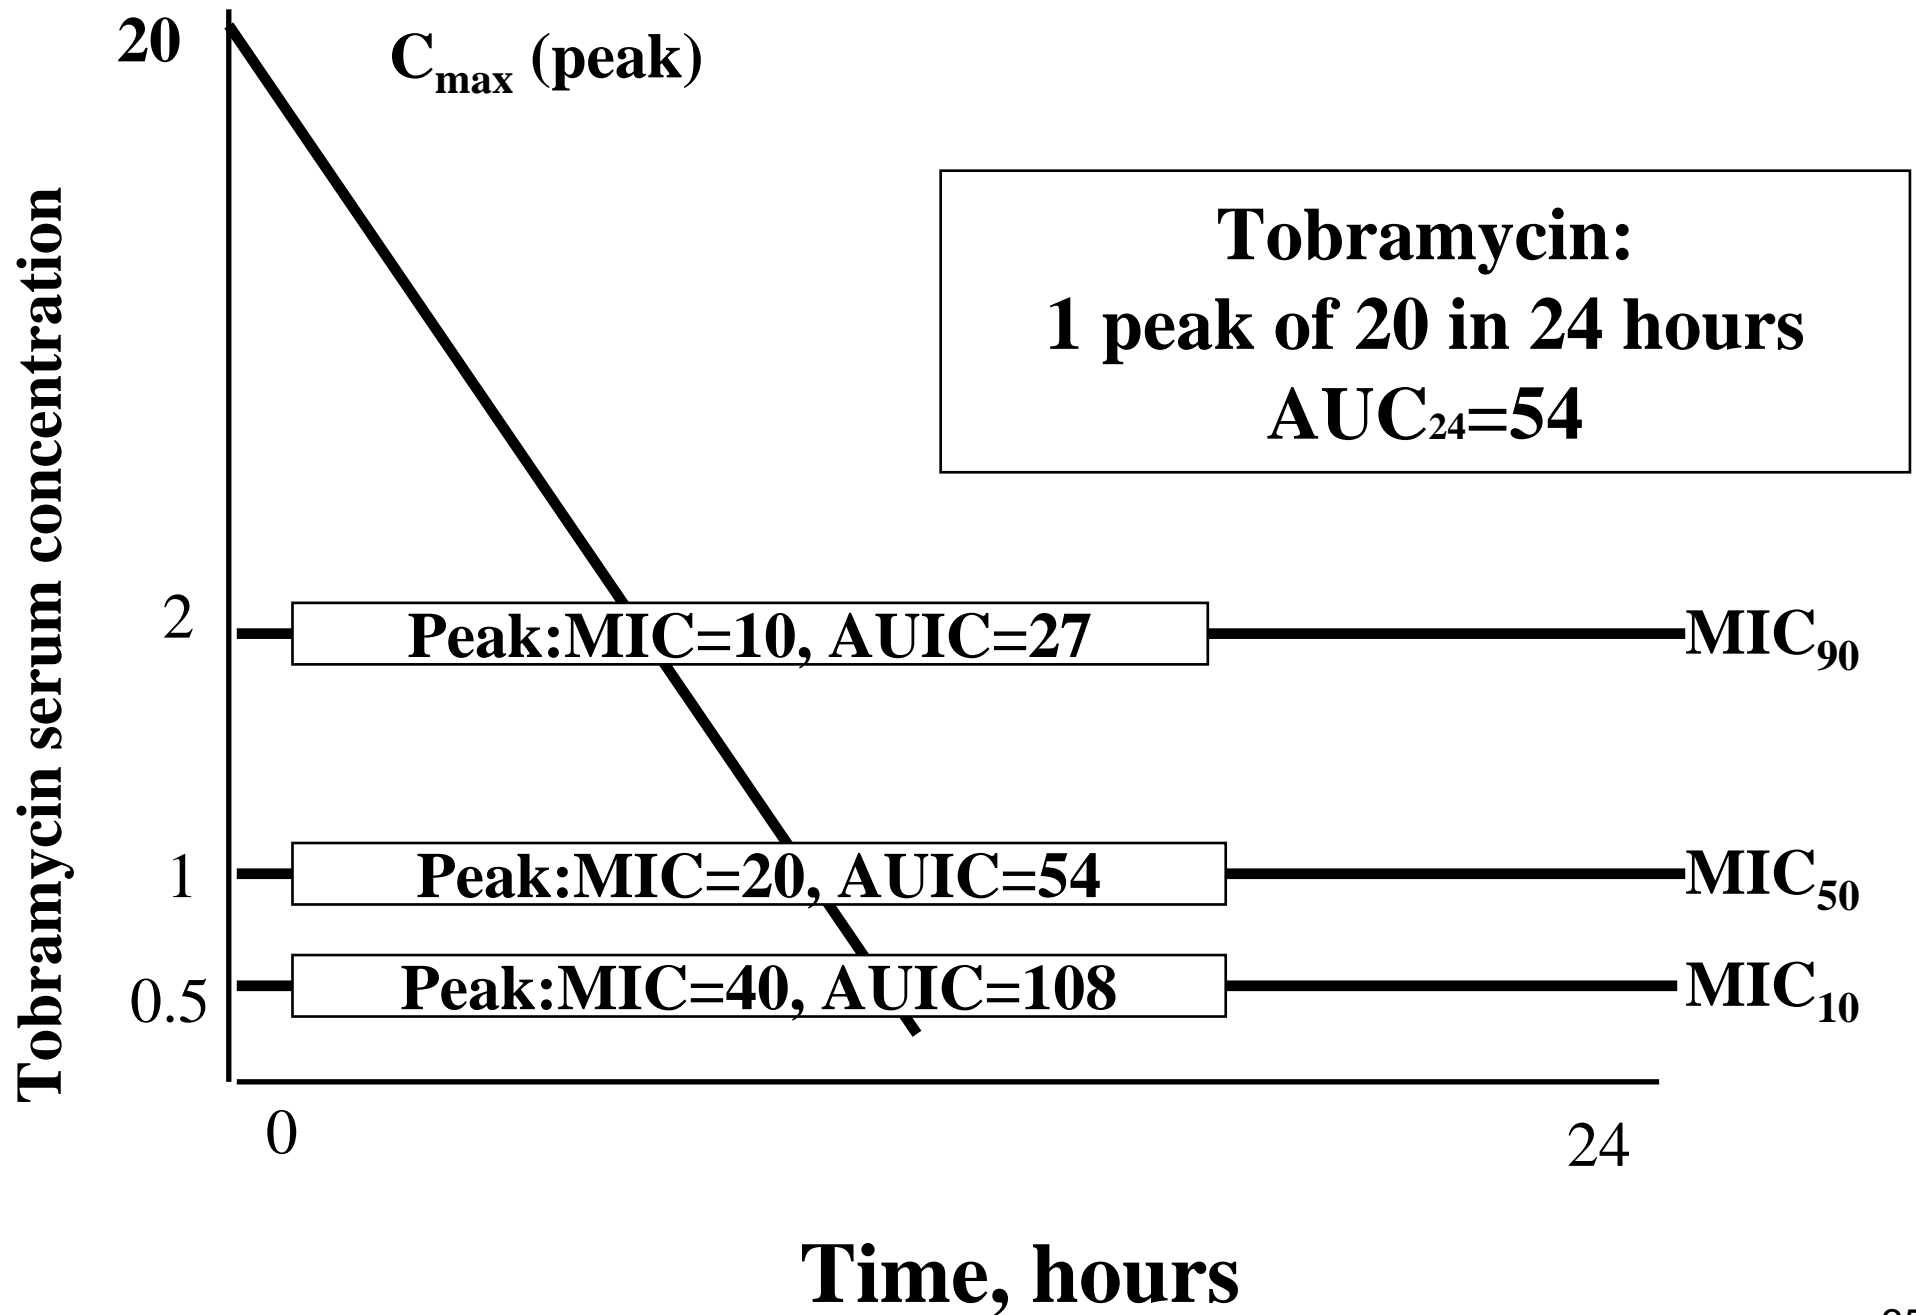 20
Cmax (peak)
Tobramycin:
1 peak of 20 in 24 hours
AUC24=54
Tobramycin serum concentration
2
Peak:MIC=10, AUIC=27
MIC90
1
Peak:MIC=20, AUIC=54
MIC50
0.5
Peak:MIC=40, AUIC=108
MIC10
0
24
Time, hours